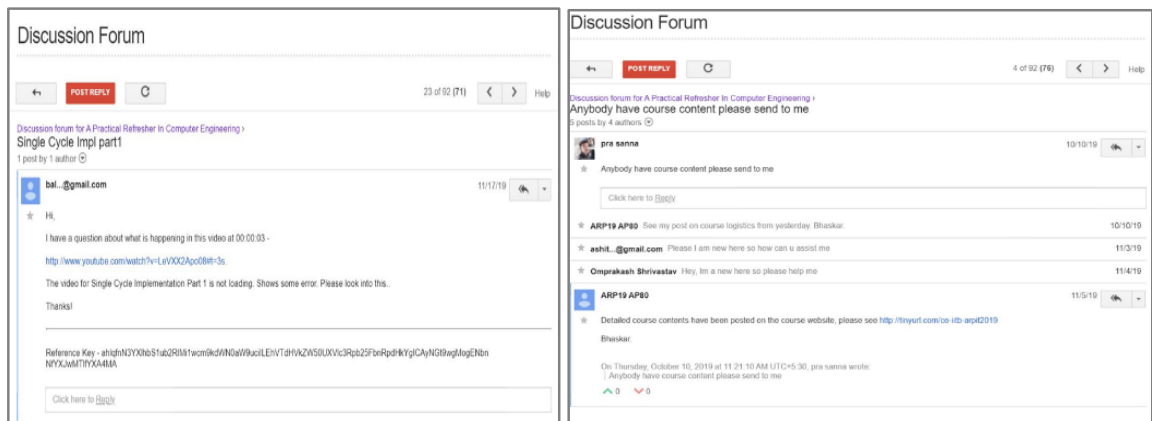 Discussion Forum
POST REPLY
23 of 92 (71)
Help
Discussion forum for A Practical Refresher In Computer Engineering ›
Single Cycle Impl part1
1 post by 1 author
bal...@gmail.com
11/17/19
Hi,
I have a question about what is happening in this video at 00:00:03 -
http://www.youtube.com/watch?v=LeVXX2Apc08#t=3s.
The video for Single Cycle Implementation Part 1 is not loading. Shows some error. Please look into this..
Thanks!
Reference Key -
Click here to Reply
Discussion Forum
POST REPLY
4 of 92 (76)
Help
Discussion forum for A Practical Refresher In Computer Engineering ›
Anybody have course content please send to me
5 posts by 4 authors
pra sanna
10/10/19
Anybody have course content please send to me
Click here to Reply
ARP19 AP80 See my post on course logistics from yesterday. Bhaskar.
10/10/19
ashit...@gmail.com Please I am new here so how can u assist me
11/3/19
Omprakash Shrivastav Hey, Im a new here so please help me
11/4/19
ARP19 AP80
11/5/19
Detailed course contents have been posted on the course website, please see http://tinyurl.com/ce-iitb-arpit2019
Bhaskar.
On Thursday, October 10, 2019 at 11:21:10 AM UTC+5:30, pra sanna wrote:
Anybody have course content please send to me
0
0